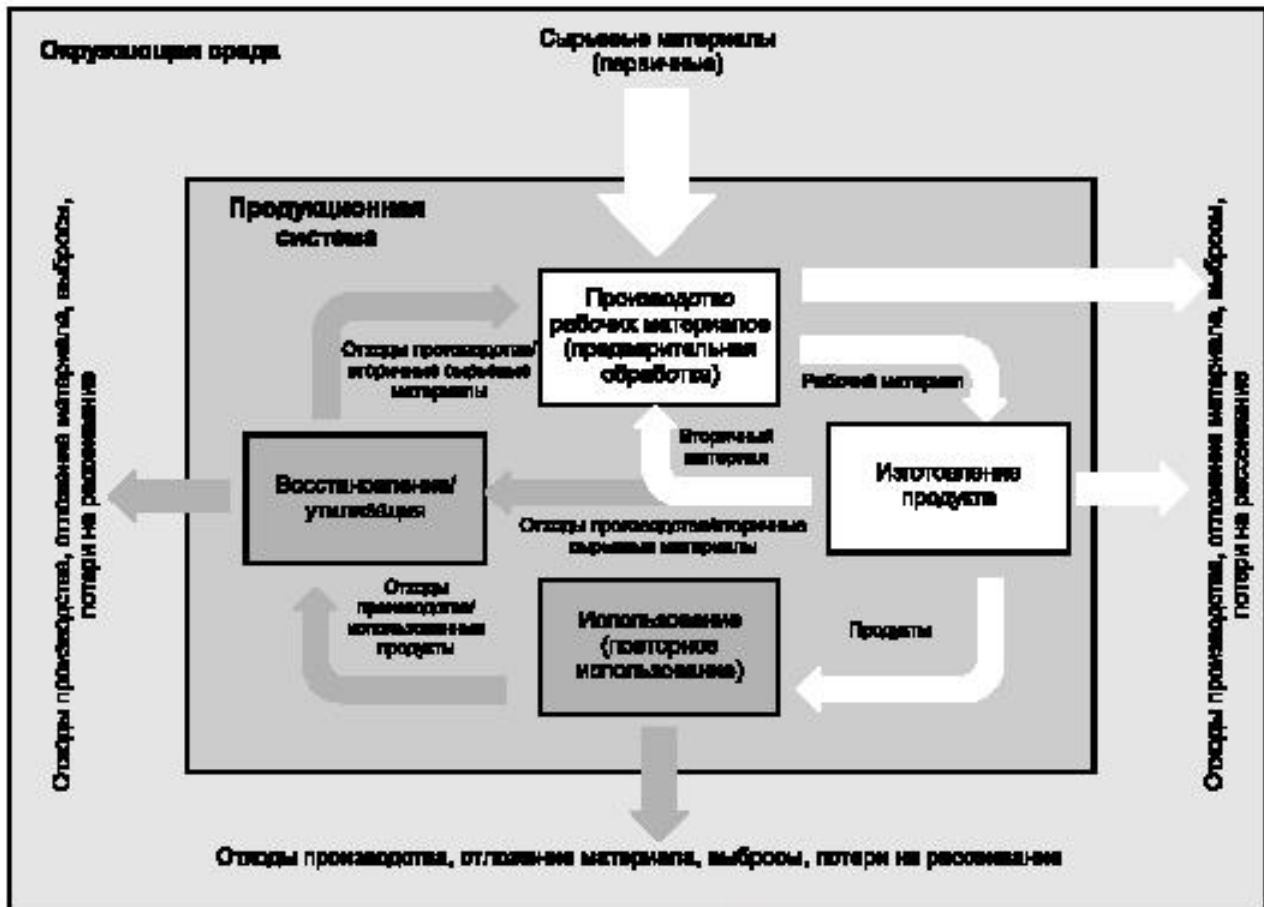 Окружающая среда
Сырьевые материалы
(первичные)
Продукционная
система
Производство
рабочих материалов
(предварительная
обработка)
Отходы производства/
вторичные сырьевые
материалы
Рабочий материал
Вторичный
материал
Изготовление
продукта
Восстановление/
утилизация
Отходы производства/вторичные
сырьевые материалы
Отходы
производства/
использованные
продукты
Использование
(повторное
использование)
Продукты
Отходы производства, отложения материала, выбросы,
потери на рассеивание
Отходы производства, отложения материала, выбросы,
потери на рассеивание
Отходы производства, отложение материала, выбросы, потери на рассеивание